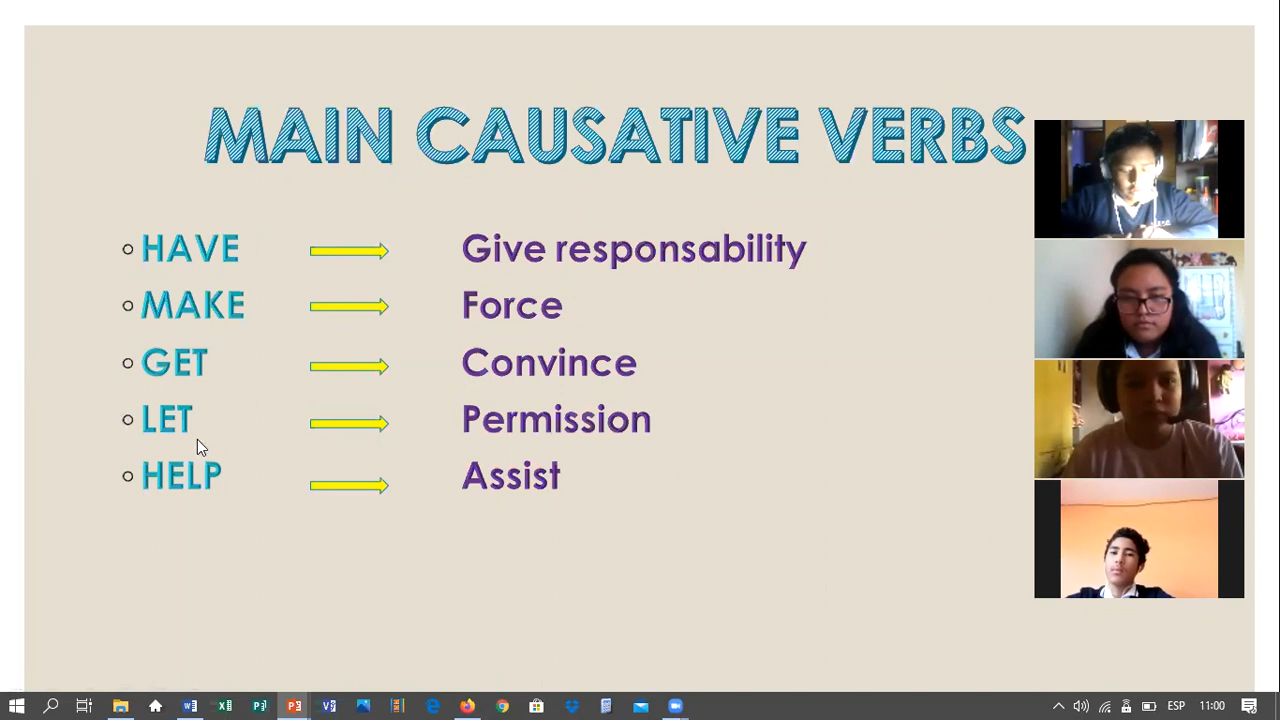 MAIN CAUSATIVE VERBS
HAVE Give responsability
MAKE Force
GET Convince
LET Permission
HELP Assist
ESP 11:00